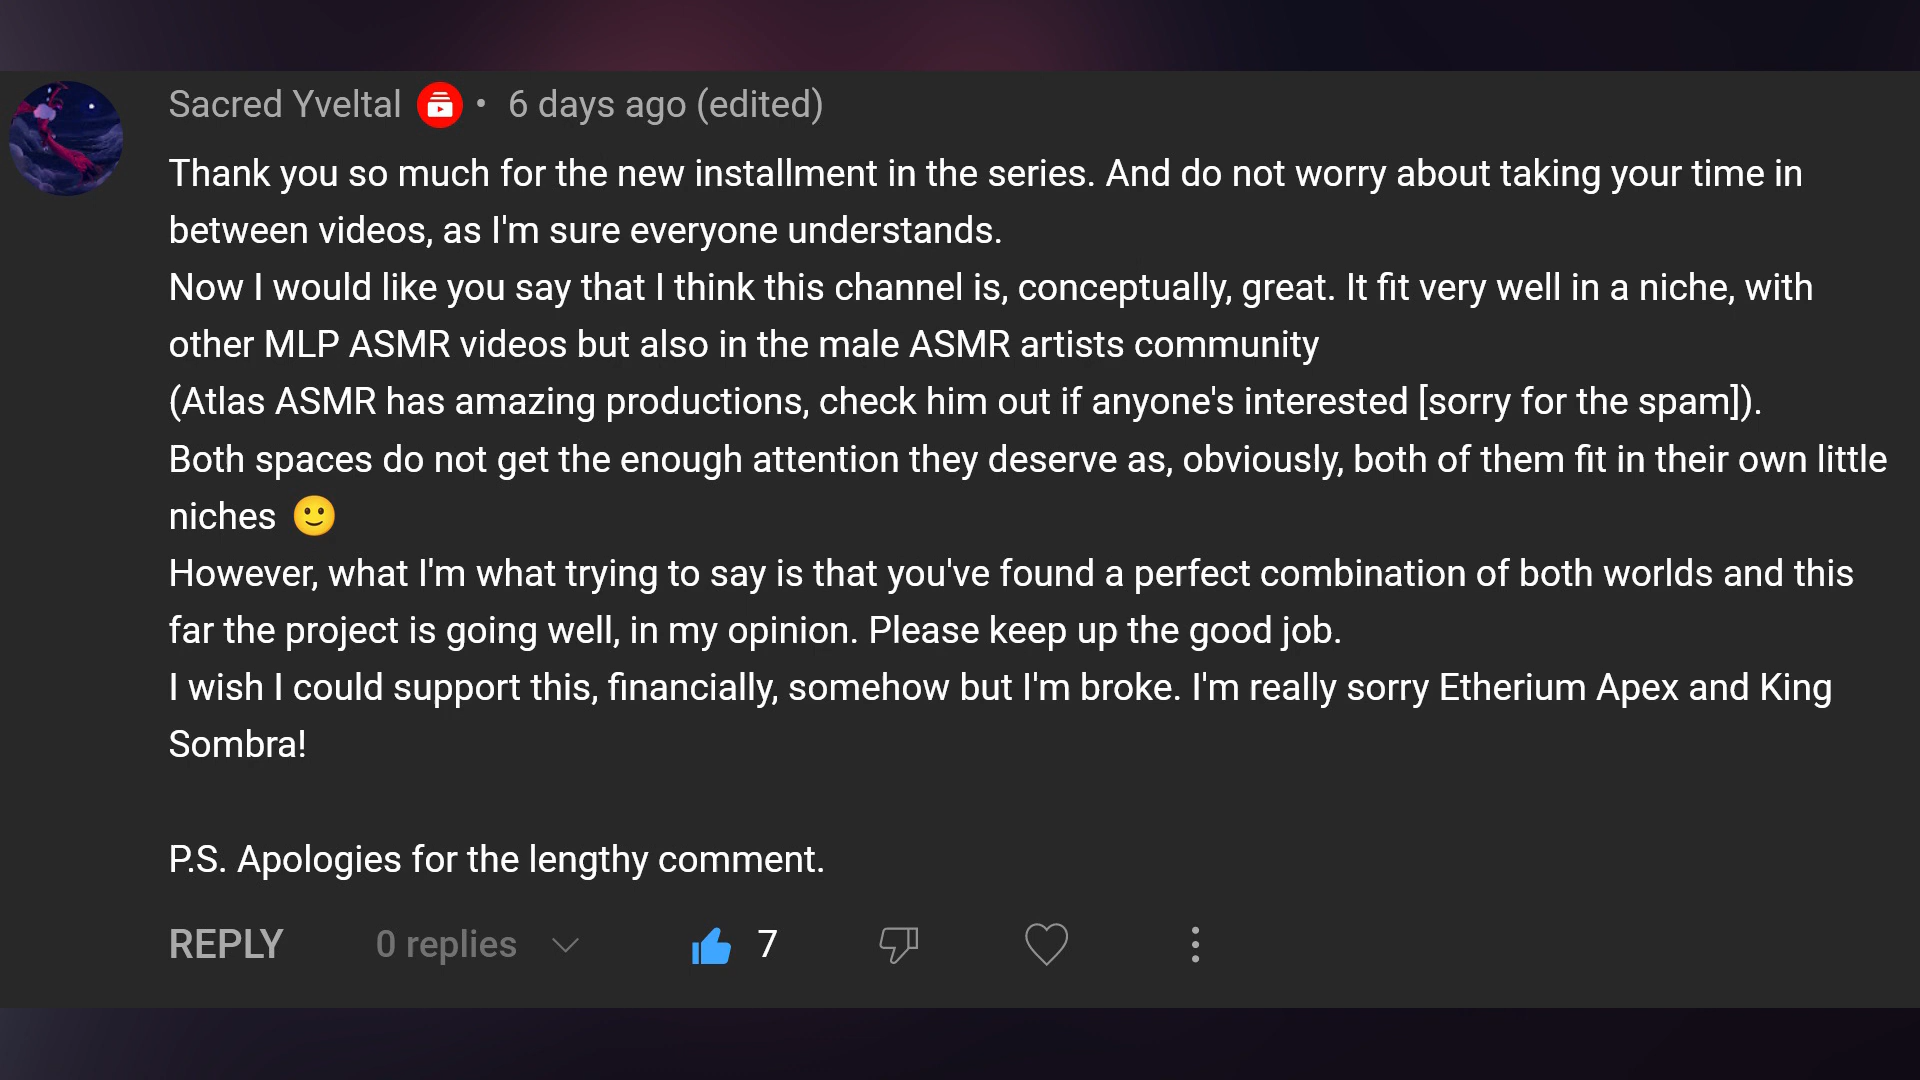 Sacred Yveltal • 6 days ago (edited)
Thank you so much for the new installment in the series. And do not worry about taking your time in
between videos, as I'm sure everyone understands.
Now I would like you say that I think this channel is, conceptually, great. It fit very well in a niche, with
other MLP ASMR videos but also in the male ASMR artists community
(Atlas ASMR has amazing productions, check him out if anyone's interested [sorry for the spam]).
Both spaces do not get the enough attention they deserve as, obviously, both of them fit in their own little
niches 🙂
However, what I'm what trying to say is that you've found a perfect combination of both worlds and this
far the project is going well, in my opinion. Please keep up the good job.
I wish I could support this, financially, somehow but I'm broke. I'm really sorry Etherium Apex and King
Sombra!
P.S. Apologies for the lengthy comment.
REPLY 0 replies 7